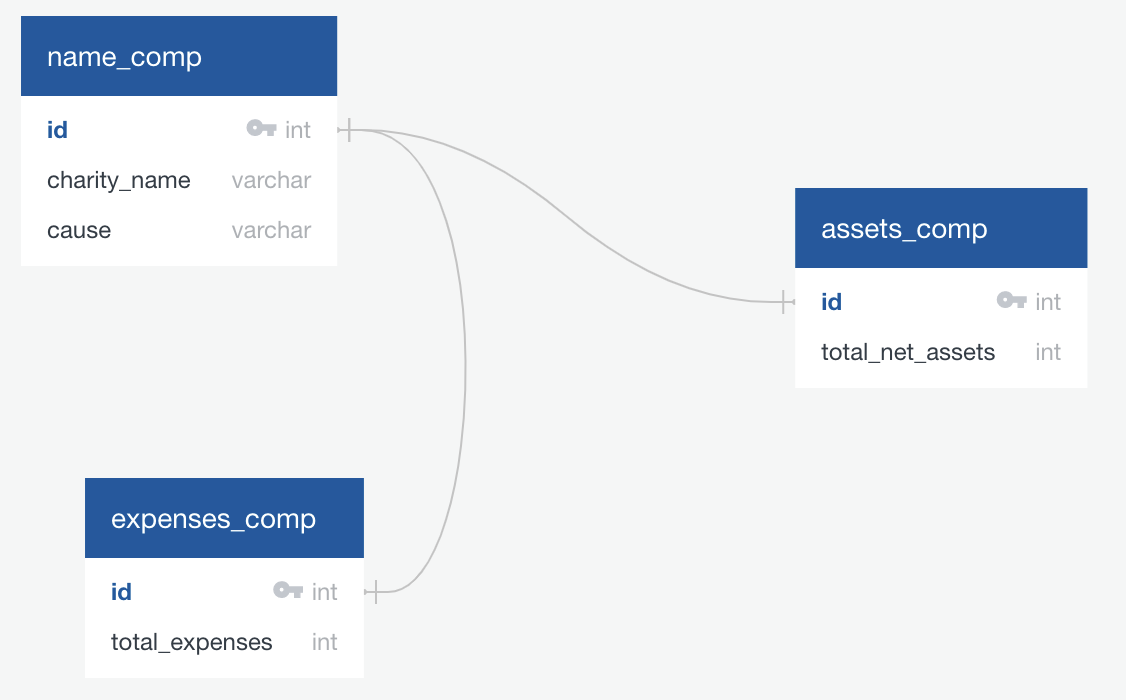 name_comp
id int
charity_name varchar
cause varchar
assets_comp
id int
total_net_assets int
expenses_comp
id int
total_expenses int